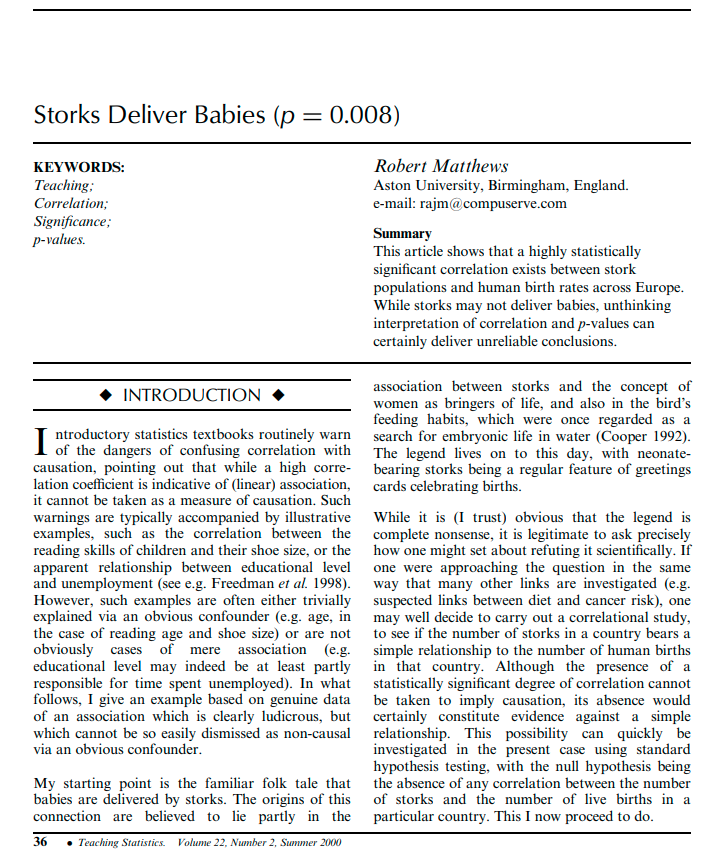 Storks Deliver Babies (p = 0.008)
KEYWORDS:
Teaching;
Correlation;
Significance;
p-values.
Robert Matthews
Aston University, Birmingham, England.
e-mail: rajm@compuserve.com
Summary
This article shows that a highly statistically
significant correlation exists between stork
populations and human birth rates across Europe.
While storks may not deliver babies, unthinking
interpretation of correlation and p-values can
certainly deliver unreliable conclusions.
◆ INTRODUCTION ◆
Introductory statistics textbooks routinely warn
of the dangers of confusing correlation with
causation, pointing out that while a high corre-
lation coefficient is indicative of (linear) association,
it cannot be taken as a measure of causation. Such
warnings are typically accompanied by illustrative
examples, such as the correlation between the
reading skills of children and their shoe size, or the
apparent relationship between educational level
and unemployment (see e.g. Freedman et al. 1998).
However, such examples are often either trivially
explained via an obvious confounder (e.g. age, in
the case of reading age and shoe size) or are not
obviously cases of mere association (e.g.
educational level may indeed be at least partly
responsible for time spent unemployed). In what
follows, I give an example based on genuine data
of an association which is clearly ludicrous, but
which cannot be so easily dismissed as non-causal
via an obvious confounder.
My starting point is the familiar folk tale that
babies are delivered by storks. The origins of this
connection are believed to lie partly in the
association between storks and the concept of
women as bringers of life, and also in the bird's
feeding habits, which were once regarded as a
search for embryonic life in water (Cooper 1992).
The legend lives on to this day, with neonate-
bearing storks being a regular feature of greetings
cards celebrating births.
While it is (I trust) obvious that the legend is
complete nonsense, it is legitimate to ask precisely
how one might set about refuting it scientifically. If
one were approaching the question in the same
way that many other links are investigated (e.g.
suspected links between diet and cancer risk), one
may well decide to carry out a correlational study,
to see if the number of storks in a country bears a
simple relationship to the number of human births
in that country. Although the presence of a
statistically significant degree of correlation cannot
be taken to imply causation, its absence would
certainly constitute evidence against a simple
relationship. This possibility can quickly be
investigated in the present case using standard
hypothesis testing, with the null hypothesis being
the absence of any correlation between the number
of storks and the number of live births in a
particular country. This I now proceed to do.
36 • Teaching Statistics. Volume 22, Number 2, Summer 2000